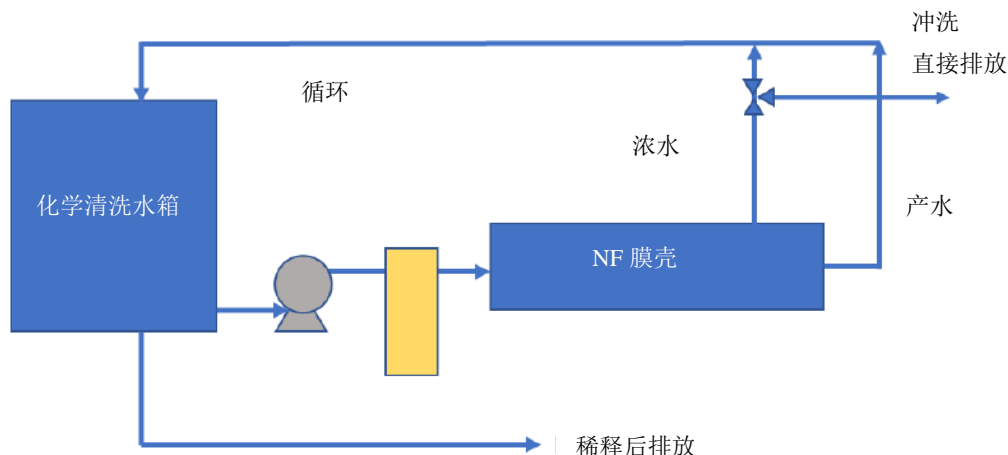 冲洗
直接排放
循环
浓水
化学清洗水箱
产水
NF 膜壳
稀释后排放